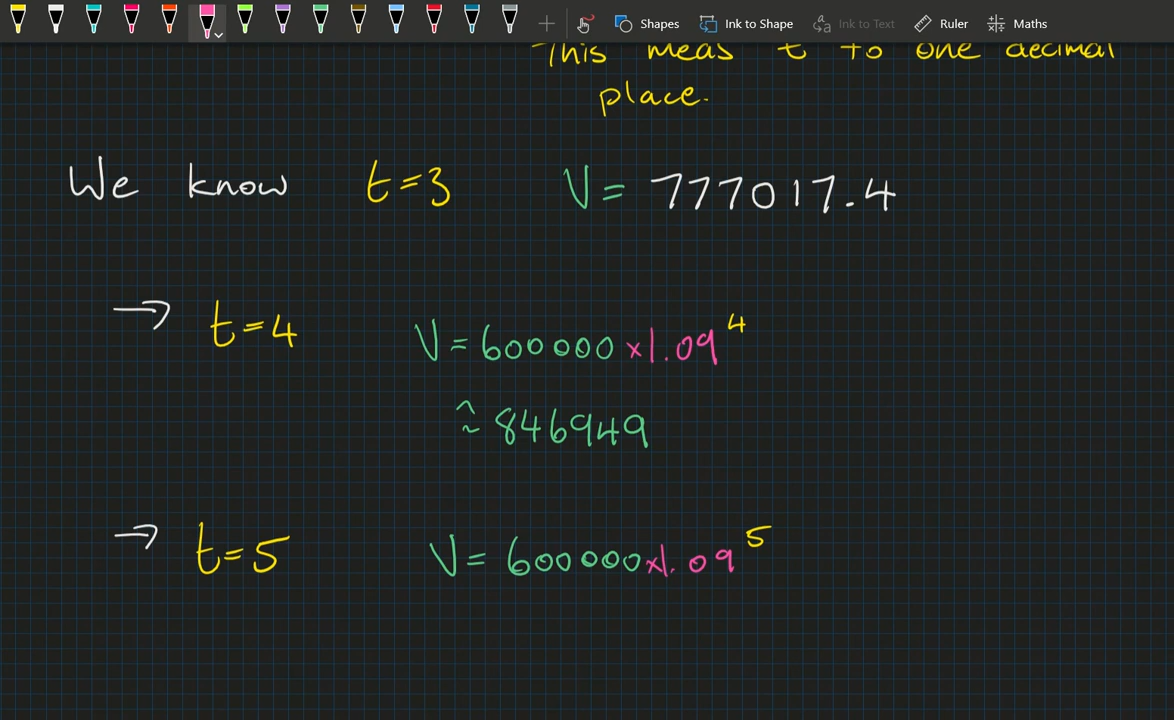 Shapes Ink to Shape Ink to Text Ruler Maths
This meas t to one decimal
place.
We know t=3 V= 777017.4
→ t=4 V=600000×1.09⁴
≈ 846949
→ t=5 V= 600000×1.09⁵